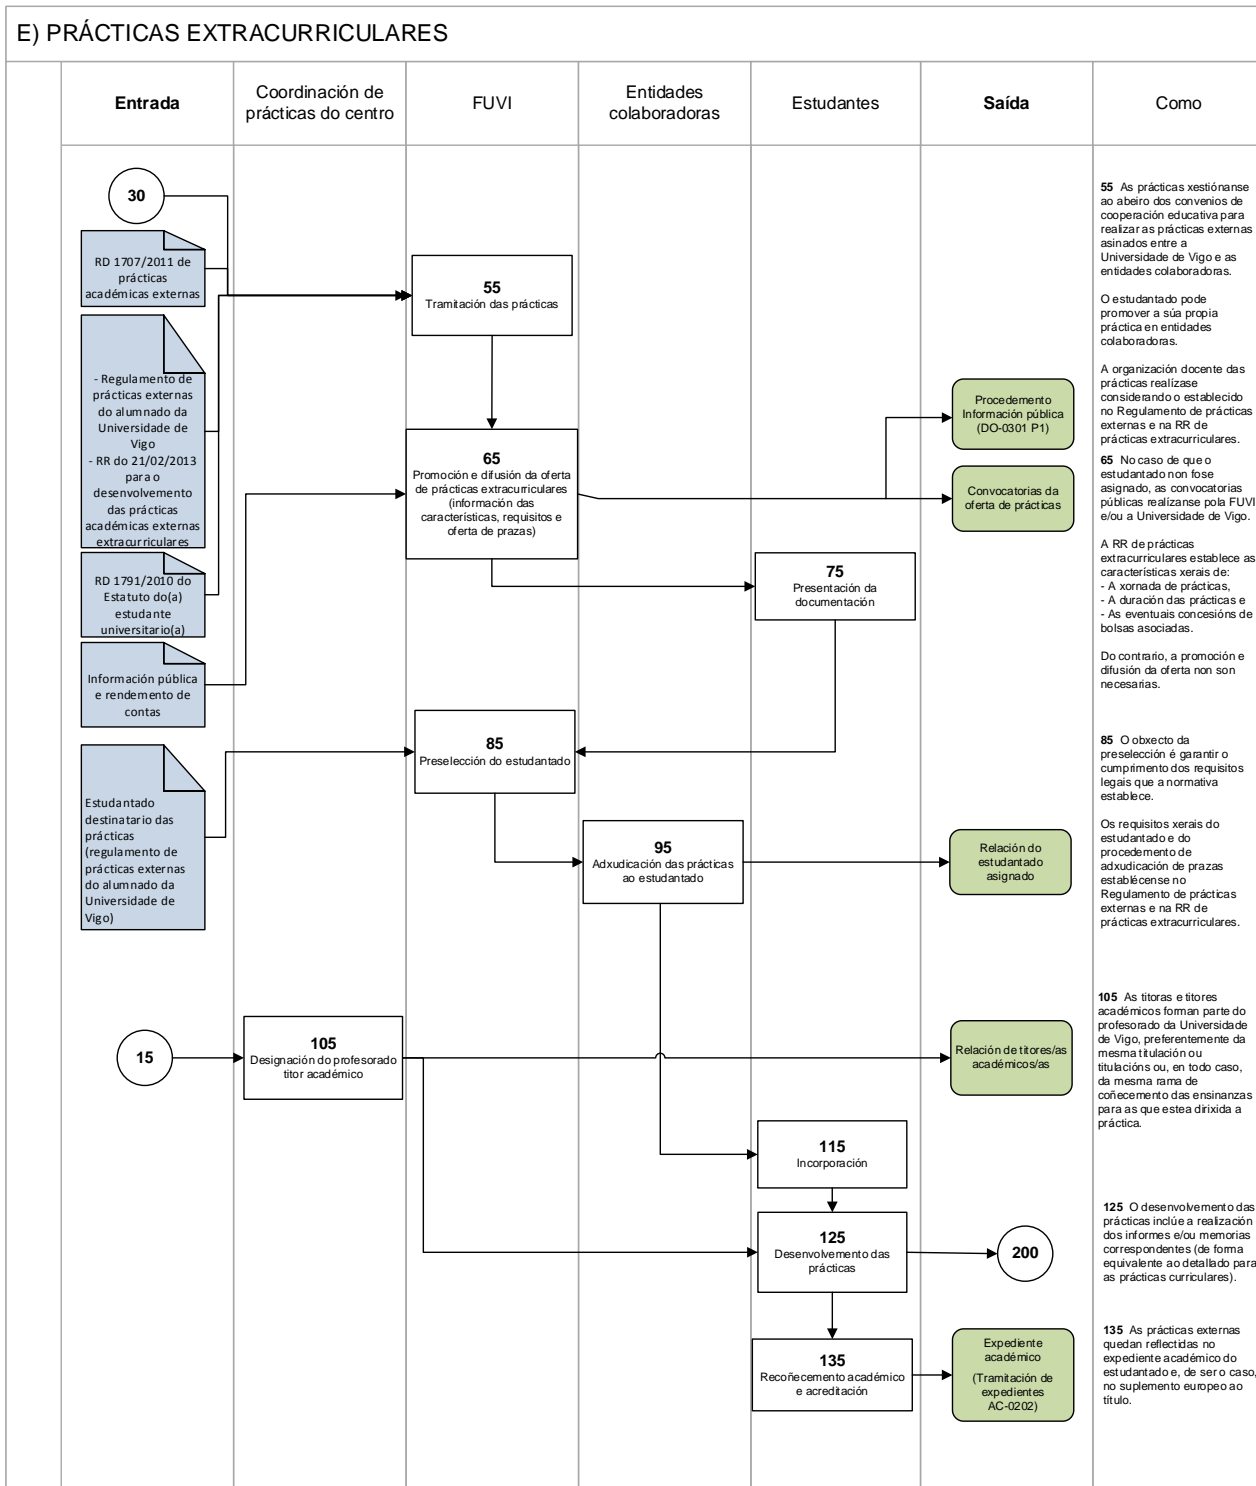 E) PRÁCTICAS EXTRACURRICULARES
Entrada
Coordinación de
prácticas do centro
FUVI
Entidades
colaboradoras
Estudantes
Saída
Como
30
RD 1707/2011 de
prácticas
académicas externas
- Regulamento de
prácticas externas
do alumnado da
Universidade de
Vigo
- RR do 21/02/2013
para o
desenvolvemento
das prácticas
académicas externas
extracurriculares
RD 1791/2010 do
Estatuto do(a)
estudante
universitario(a)
Información pública
e rendemento de
contas
Estudantado
destinatario das
prácticas
(regulamento de
prácticas externas
do alumnado da
Universidade de
Vigo)
15
105
Designación do profesorado
titor académico
55
Tramitación das prácticas
65
Promoción e difusión da oferta
de prácticas extracurriculares
(información das
características, requisitos e
oferta de prazas)
85
Preselección do estudantado
95
Adxudicación das prácticas
ao estudantado
75
Presentación da
documentación
115
Incorporación
125
Desenvolvemento das
prácticas
135
Recoñecemento académico
e acreditación
Procedemento
Información pública
(DO-0301 P1)
Convocatorias da
oferta de prácticas
Relación do
estudantado
asignado
Relación de titores/as
académicos/as
200
Expediente
académico
(Tramitación de
expedientes
AC-0202)
55 As prácticas xestiónanse
ao abeiro dos convenios de
cooperación educativa para
realizar as prácticas externas
asinados entre a
Universidade de Vigo e as
entidades colaboradoras.
O estudantado pode
promover a súa propia
práctica en entidades
colaboradoras.
A organización docente das
prácticas realízase
considerando o establecido
no Regulamento de prácticas
externas e na RR de
prácticas extracurriculares.
65 No caso de que o
estudantado non fose
asignado, as convocatorias
públicas realízanse pola FUVI
e/ou a Universidade de Vigo.
A RR de prácticas
extracurriculares establece as
características xerais de:
- A xornada de prácticas,
- A duración das prácticas e
- As eventuais concesións de
bolsas asociadas.
Do contrario, a promoción e
difusión da oferta non son
necesarias.
85 O obxecto da
preselección é garantir o
cumprimento dos requisitos
legais que a normativa
establece.
Os requisitos xerais do
estudantado e do
procedemento de
adxudicación de prazas
establécense no
Regulamento de prácticas
externas e na RR de
prácticas extracurriculares.
105 As titoras e titores
académicos forman parte do
profesorado da Universidade
de Vigo, preferentemente da
mesma titulación ou
titulacións ou, en todo caso,
da mesma rama de
coñecemento das ensinanzas
para as que estea dirixida a
práctica.
125 O desenvolvemento das
prácticas inclúe a realización
dos informes e/ou memorias
correspondentes (de forma
equivalente ao detallado para
as prácticas curriculares).
135 As prácticas externas
quedan reflectidas no
expediente académico do
estudantado e, de ser o caso,
no suplemento europeo ao
título.